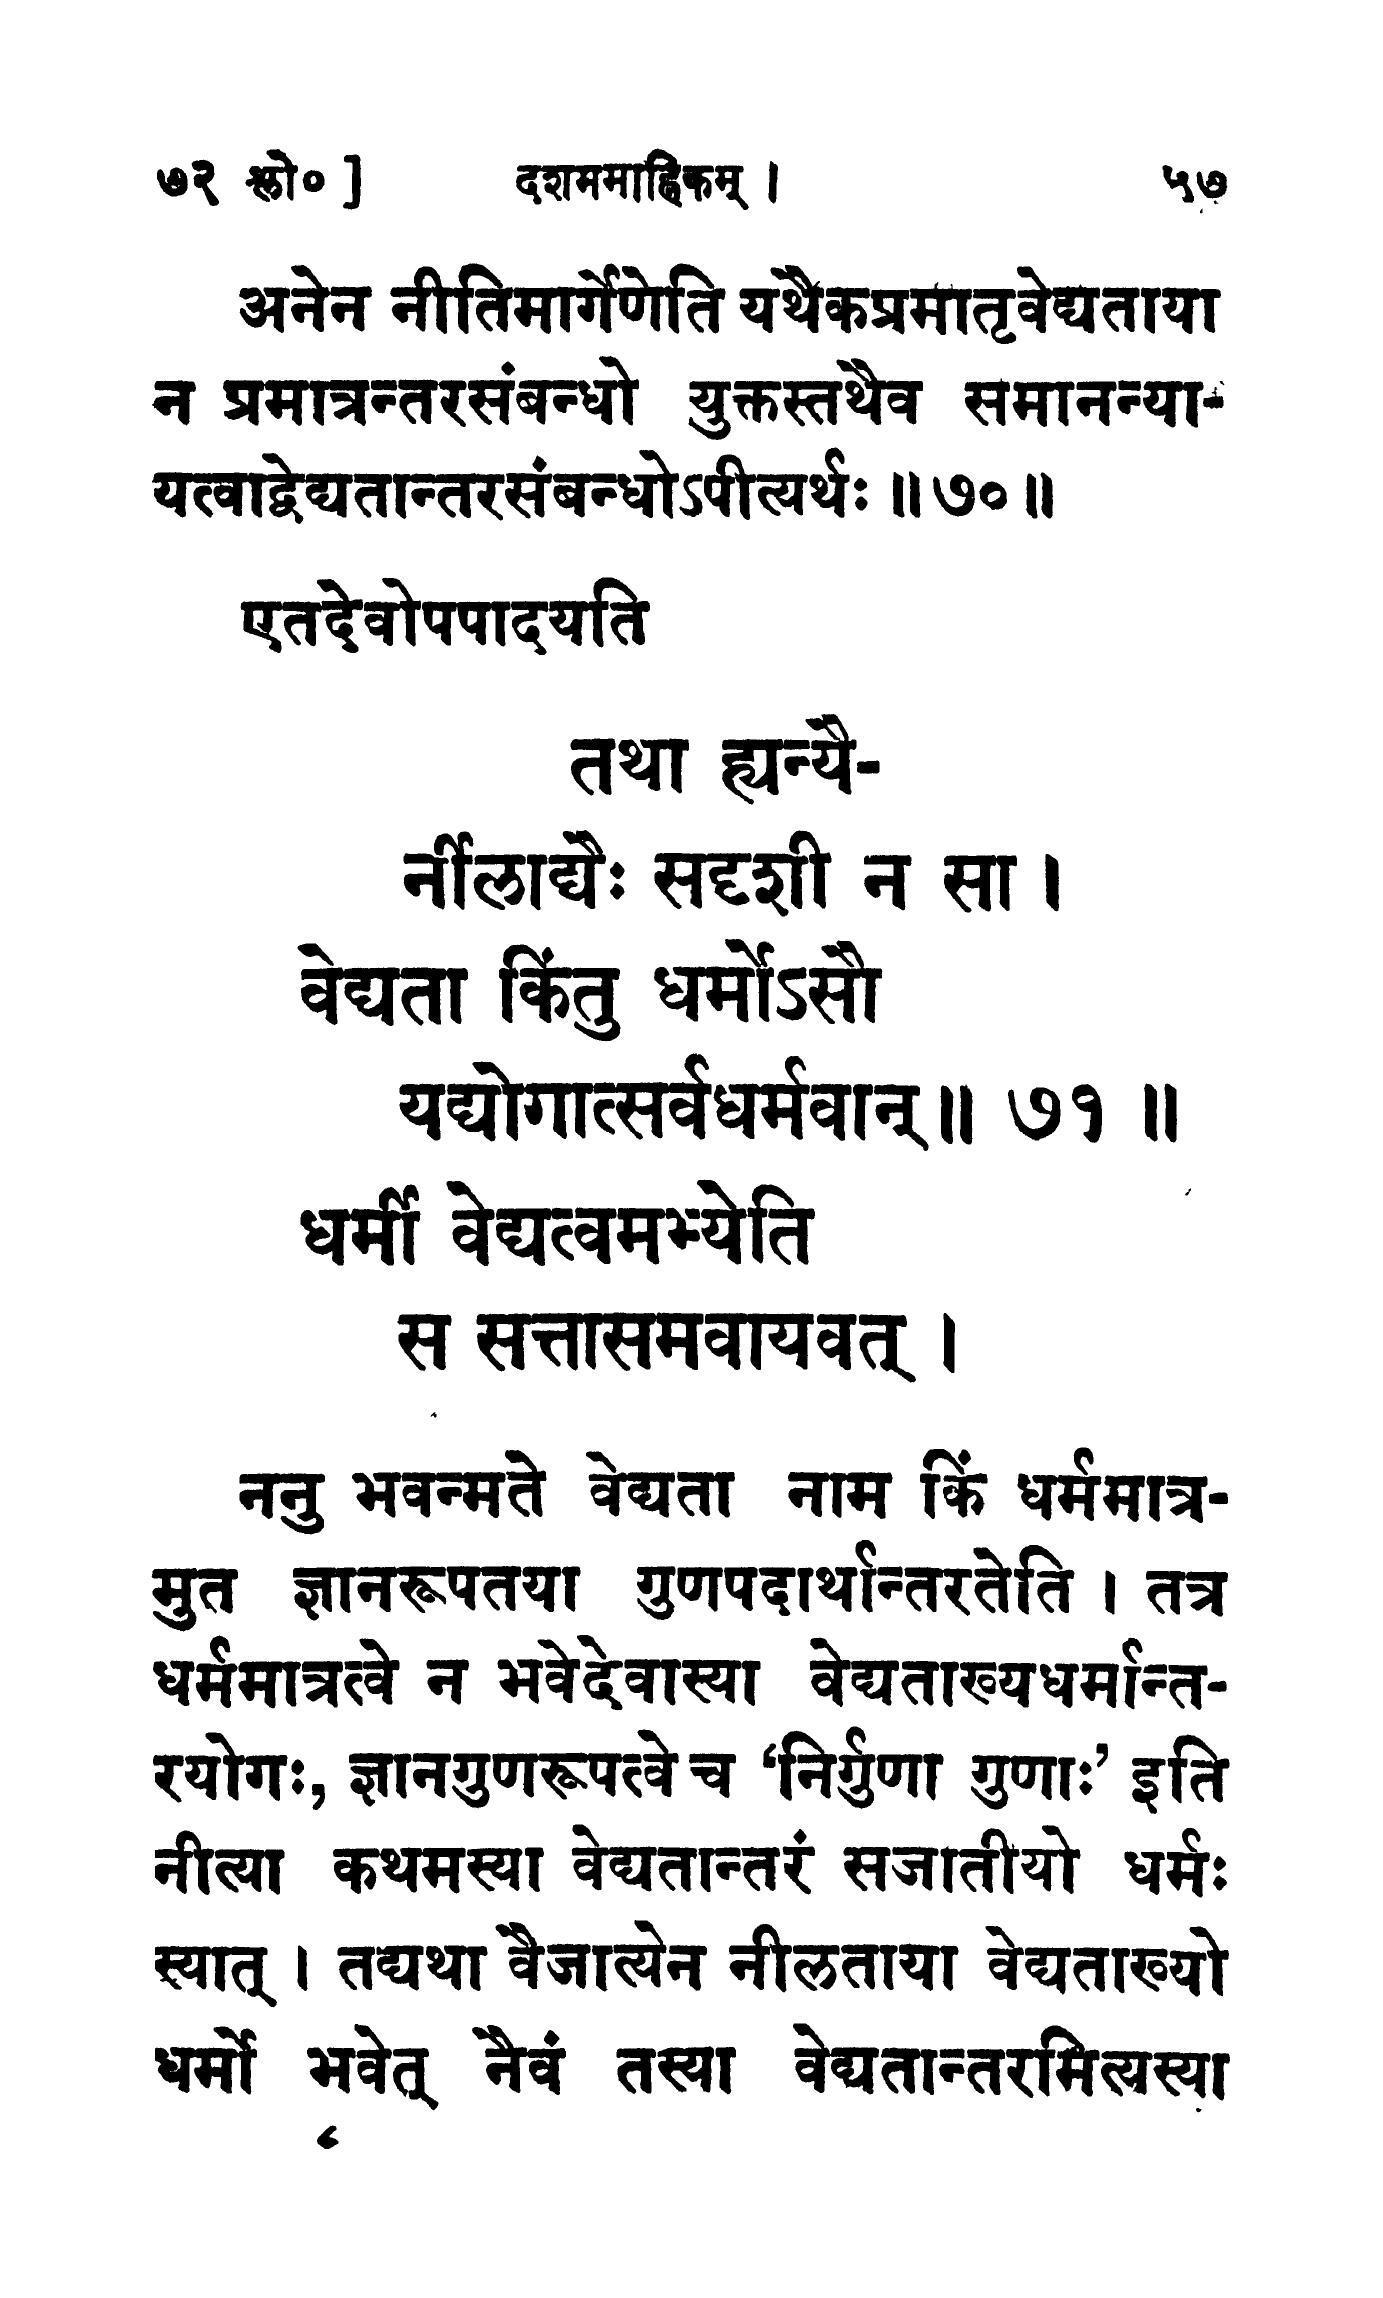 ७२ श्लो० ] दशममाह्निकम् । ५७
अनेन नीतिमार्गेणेति यथैकप्रमातृवेद्यताया
न प्रमात्रन्तरसंबन्धो युक्तस्तथैव समानन्या-
यत्वाद्वेद्यतान्तरसंबन्धोऽपीत्यर्थः ॥ ७० ॥
एतदेवोपपादयति
तथा ह्यन्यै-
र्नीलाद्यैः सदृशी न सा ।
वेद्यता किंतु धर्मोऽसौ
यद्योगात्सर्वधर्मवान् ॥ ७१ ॥
धर्मी वेद्यत्वमभ्येति
स सत्तासमवायवत् ।
ननु भवन्मते वेद्यता नाम किं धर्ममात्र-
मुत ज्ञानरूपतया गुणपदार्थान्तरतेति । तत्र
धर्ममात्रत्वे न भवेदेवास्या वेद्यताख्यधर्मान्त-
रयोगः, ज्ञानगुणरूपत्वे च ‘निर्गुणा गुणाः’ इति
नीत्या कथमस्या वेद्यतान्तरं सजातीयो धर्मः
स्यात् । तद्यथा वैजात्येन नीलताया वेद्यताख्यो
धर्मो भवेत् नैवं तस्या वेद्यतान्तरमित्यस्या
८